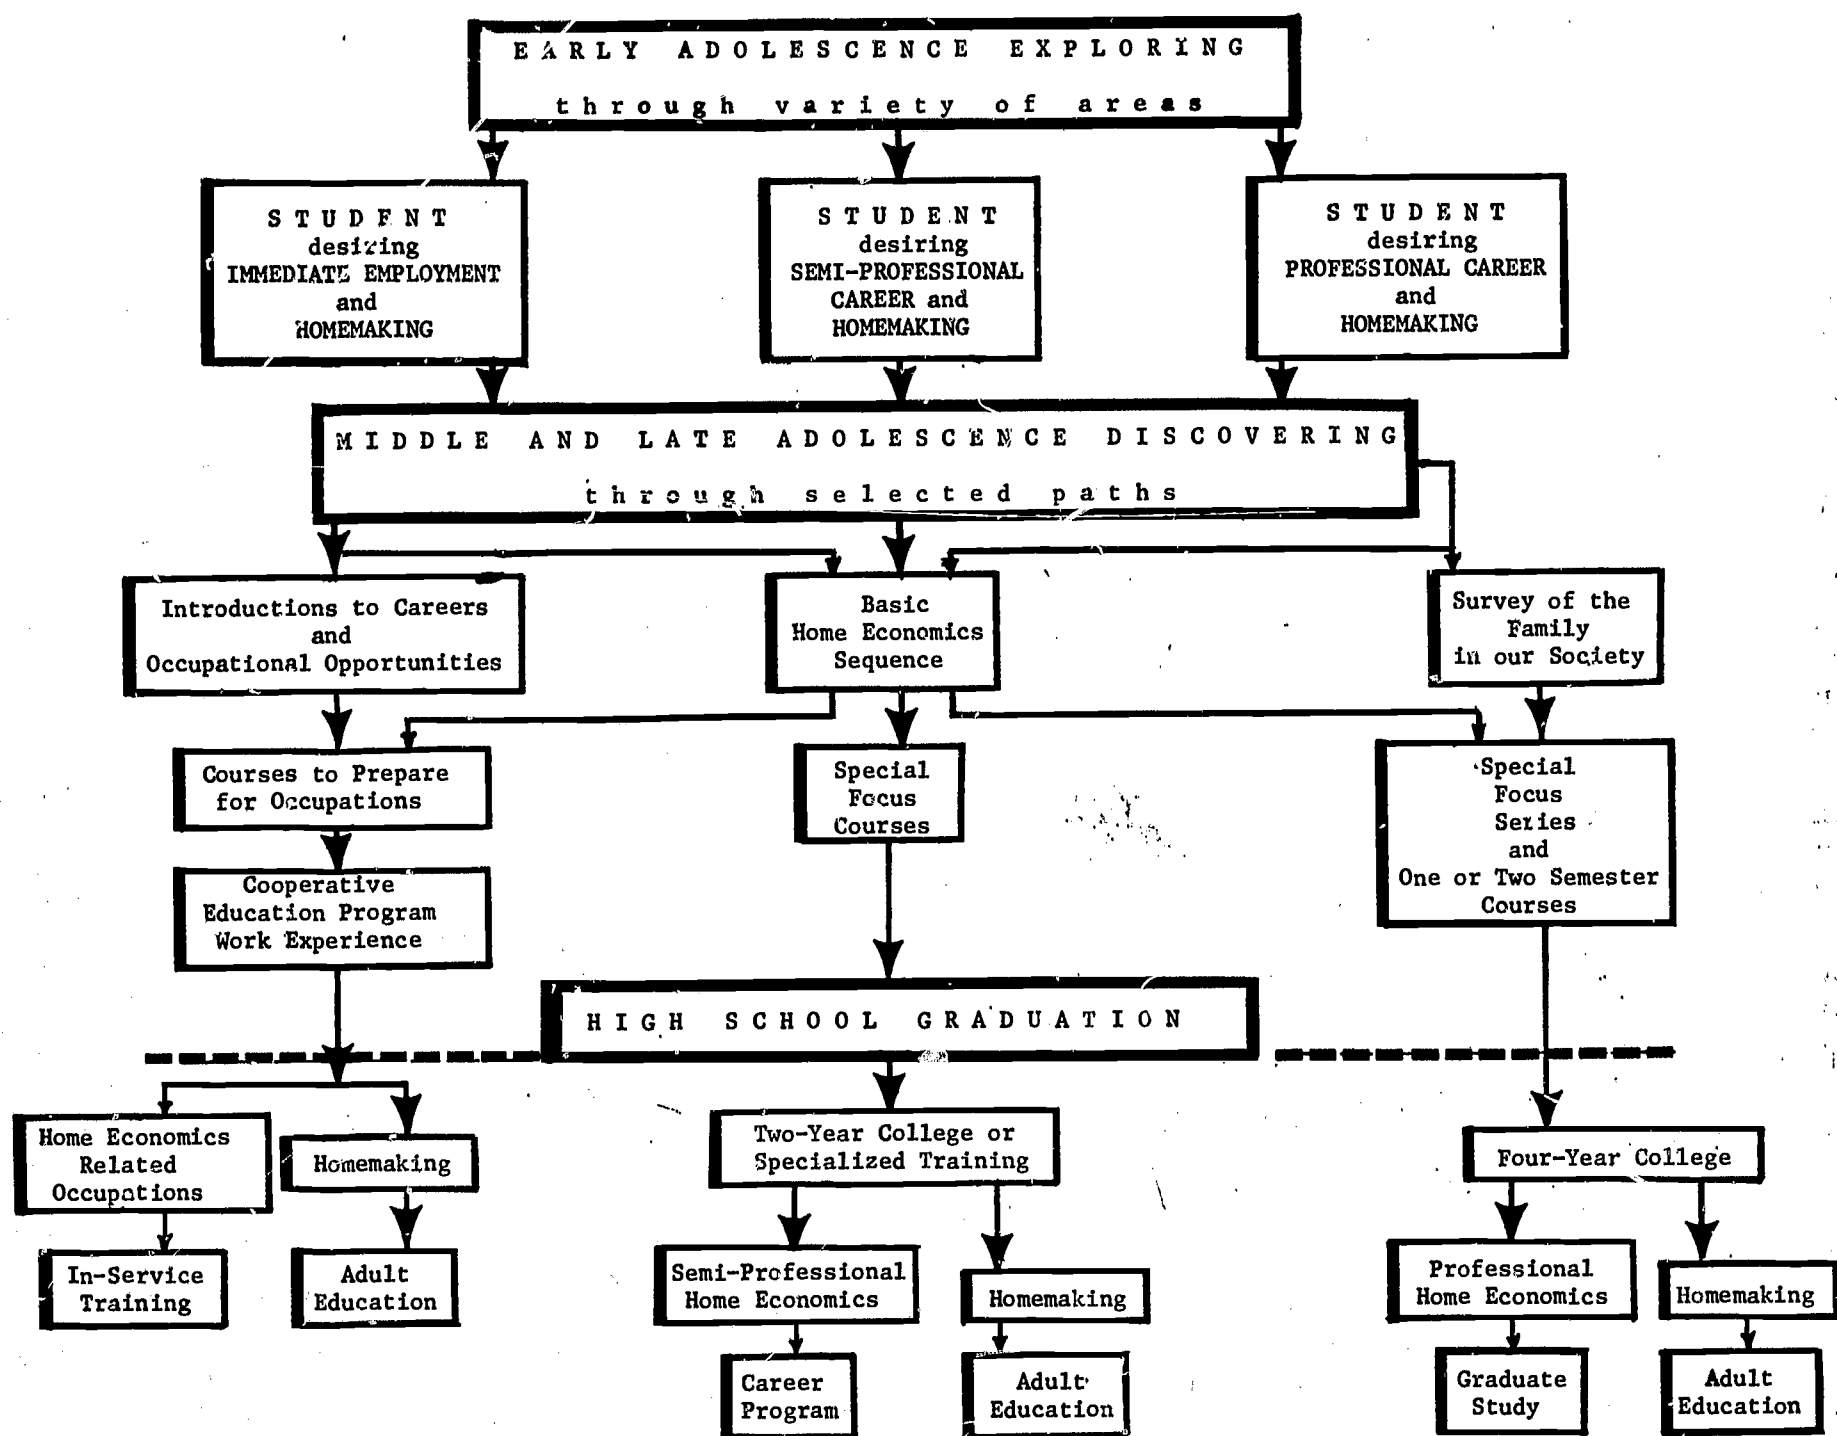 EARLY ADOLESCENCE EXPLORING
through variety of areas
STUDENT
desiring
IMMEDIATE EMPLOYMENT
and
HOMEMAKING
STUDENT
desiring
SEMI-PROFESSIONAL
CAREER and
HOMEMAKING
STUDENT
desiring
PROFESSIONAL CAREER
and
HOMEMAKING
MIDDLE AND LATE ADOLESCENCE DISCOVERING
through selected paths
Introductions to Careers
and
Occupational Opportunities
Basic
Home Economics
Sequence
Survey of the
Family
in our Society
Courses to Prepare
for Occupations
Special
Focus
Courses
Special
Focus
Series
and
One or Two Semester
Courses
Cooperative
Education Program
Work Experience
HIGH SCHOOL GRADUATION
Home Economics
Related
Occupations
Homemaking
Two-Year College or
Specialized Training
Four-Year College
In-Service
Training
Adult
Education
Semi-Professional
Home Economics
Homemaking
Professional
Home Economics
Homemaking
Career
Program
Adult
Education
Graduate
Study
Adult
Education